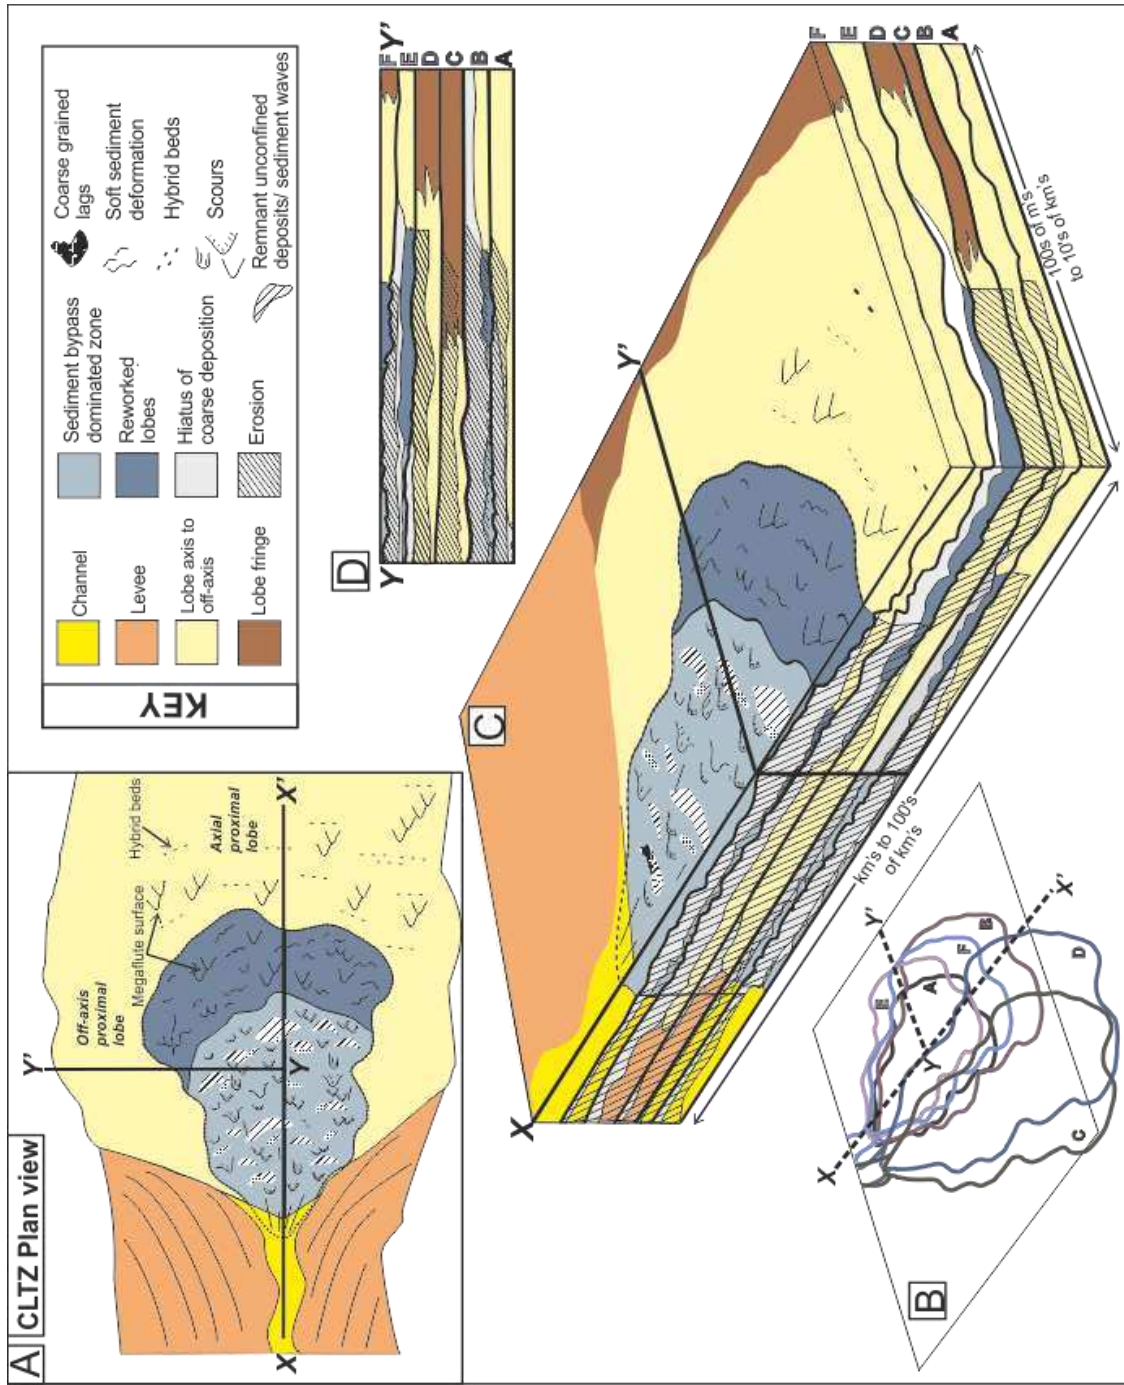 A
CLTZ Plan view
Y'
Off-axis
proximal
lobe
Megaflute surface
Hybrid beds
Axial
proximal
lobe
X
Y
X'
KEY
Channel
Levee
Lobe axis to
off-axis
Lobe fringe
Sediment bypass
dominated zone
Reworked
lobes
Hiatus of
coarse deposition
Erosion
Coarse grained
lags
Soft sediment
deformation
Hybrid beds
Scours
Remnant unconfined
deposits/ sediment waves
D
Y
Y'
F
E
D
C
B
A
C
X
Y'
F
E
D
C
B
A
km's to 100's
of km's
100s of m's
to 10's of km's
B
X
Y
Y'
X'
E
A
F
B
D
C